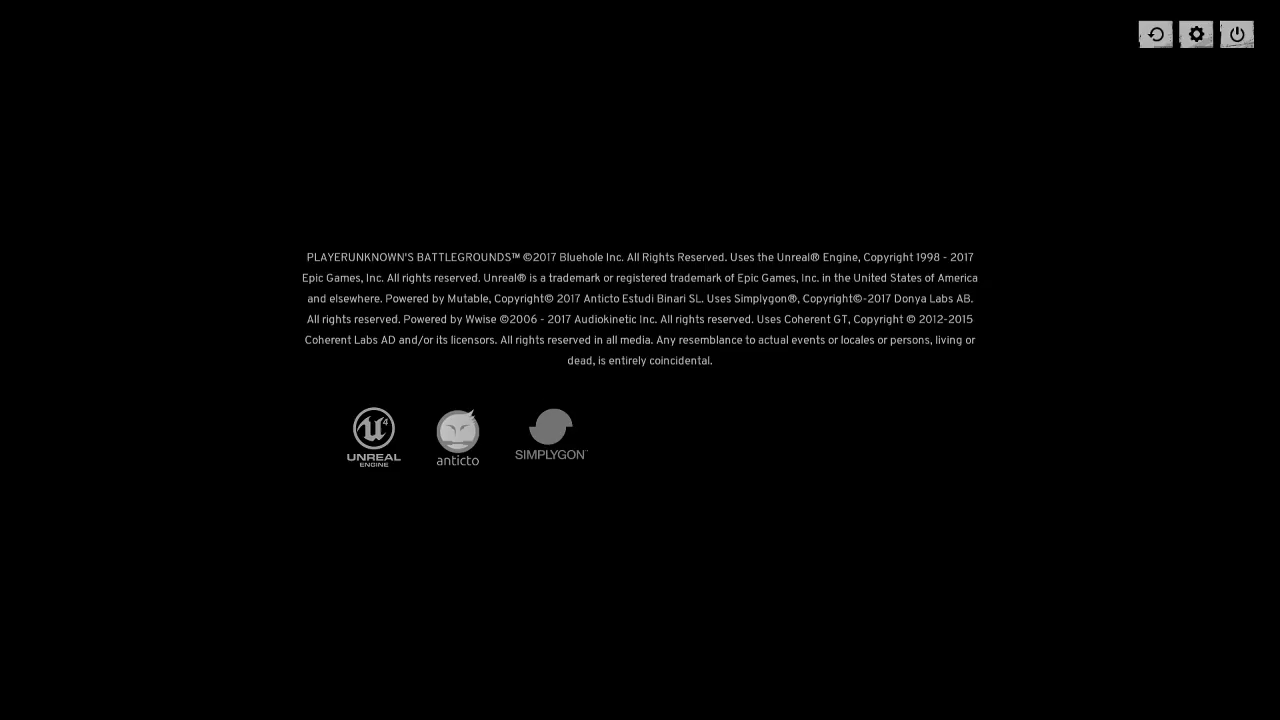 PLAYERUNKNOWN'S BATTLEGROUNDS™ ©2017 Bluehole Inc. All Rights Reserved. Uses the Unreal® Engine, Copyright 1998 - 2017
Epic Games, Inc. All rights reserved. Unreal® is a trademark or registered trademark of Epic Games, Inc. in the United States of America
and elsewhere. Powered by Mutable, Copyright© 2017 Anticto Estudi Binari SL. Uses Simplygon®, Copyright©-2017 Donya Labs AB.
All rights reserved. Powered by Wwise ©2006 - 2017 Audiokinetic Inc. All rights reserved. Uses Coherent GT, Copyright © 2012-2015
Coherent Labs AD and/or its licensors. All rights reserved in all media. Any resemblance to actual events or locales or persons, living or
dead, is entirely coincidental.
U4
UNREAL
ENGINE
anticto
SIMPLYGON™